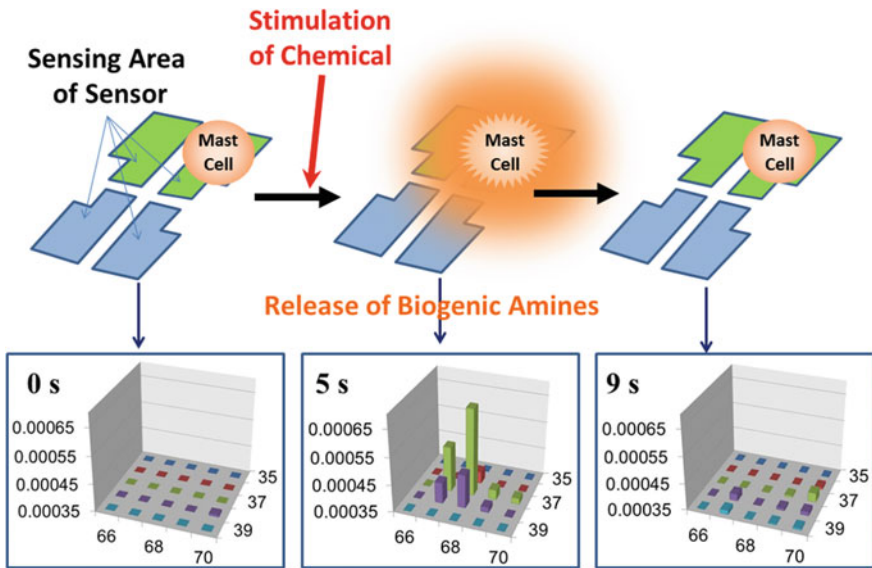 Stimulation
of Chemical
Sensing Area
of Sensor
Mast
Cell
Mast
Cell
Mast
Cell
Release of Biogenic Amines
0 s
0.00065
0.00055
0.00045
0.00035
66
68
70
35
37
39
5 s
0.00065
0.00055
0.00045
0.00035
66
68
70
35
37
39
9 s
0.00065
0.00055
0.00045
0.00035
66
68
70
35
37
39